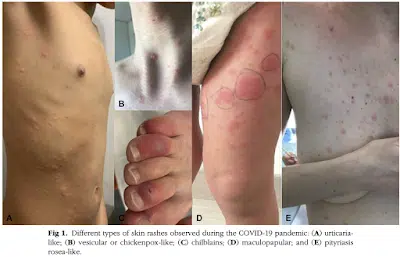 A
B
C
D
E
Fig 1. Different types of skin rashes observed during the COVID-19 pandemic: (A) urticaria-
like; (B) vesicular or chickenpox-like; (C) chilblains; (D) maculopapular; and (E) pityriasis
rosea-like.